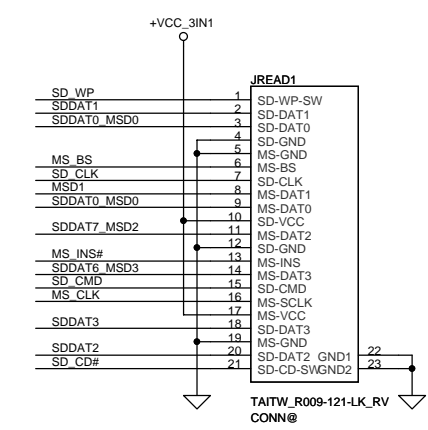 +VCC_3IN1
JREAD1
SD_WP 1 SD-WP-SW
SDDAT1 2 SD-DAT1
SDDAT0_MSD0 3 SD-DAT0
4 SD-GND
5 MS-GND
MS_BS 6 MS-BS
SD_CLK 7 SD-CLK
MSD1 8 MS-DAT1
SDDAT0_MSD0 9 MS-DAT0
10 SD-VCC
SDDAT7_MSD2 11 MS-DAT2
12 SD-GND
MS_INS# 13 MS-INS
SDDAT6_MSD3 14 MS-DAT3
SD_CMD 15 SD-CMD
MS_CLK 16 MS-SCLK
17 MS-VCC
SDDAT3 18 SD-DAT3
19 MS-GND
SDDAT2 20 SD-DAT2 GND1 22
SD_CD# 21 SD-CD-SWGND2 23
TAITW_R009-121-LK_RV
CONN@